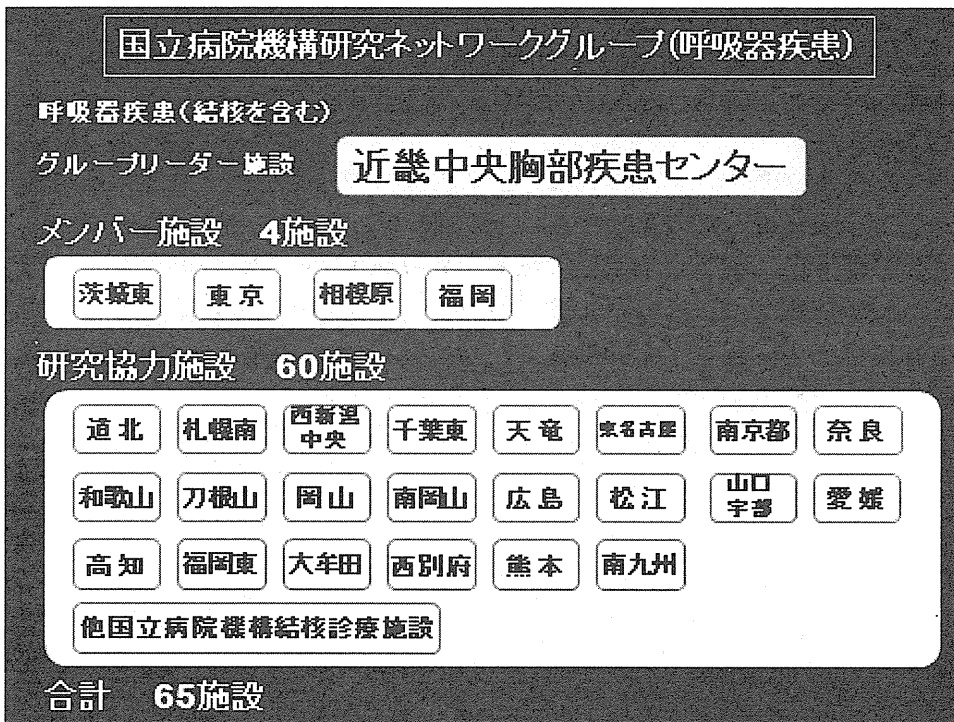 国立病院機構研究ネットワークグループ(呼吸器疾患)
呼吸器疾患(結核を含む)
グループリーダー施設 近畿中央胸部疾患センター
メンバー施設 4施設
茨城東 東京 相模原 福岡
研究協力施設 60施設
道北 札幌南 西新潟中央 千葉東 天竜 東名古屋 南京都 奈良
和歌山 刀根山 岡山 南岡山 広島 松江 山口宇部 愛媛
高知 福岡東 大牟田 西別府 熊本 南九州
他国立病院機構結核診療施設
合計 65施設